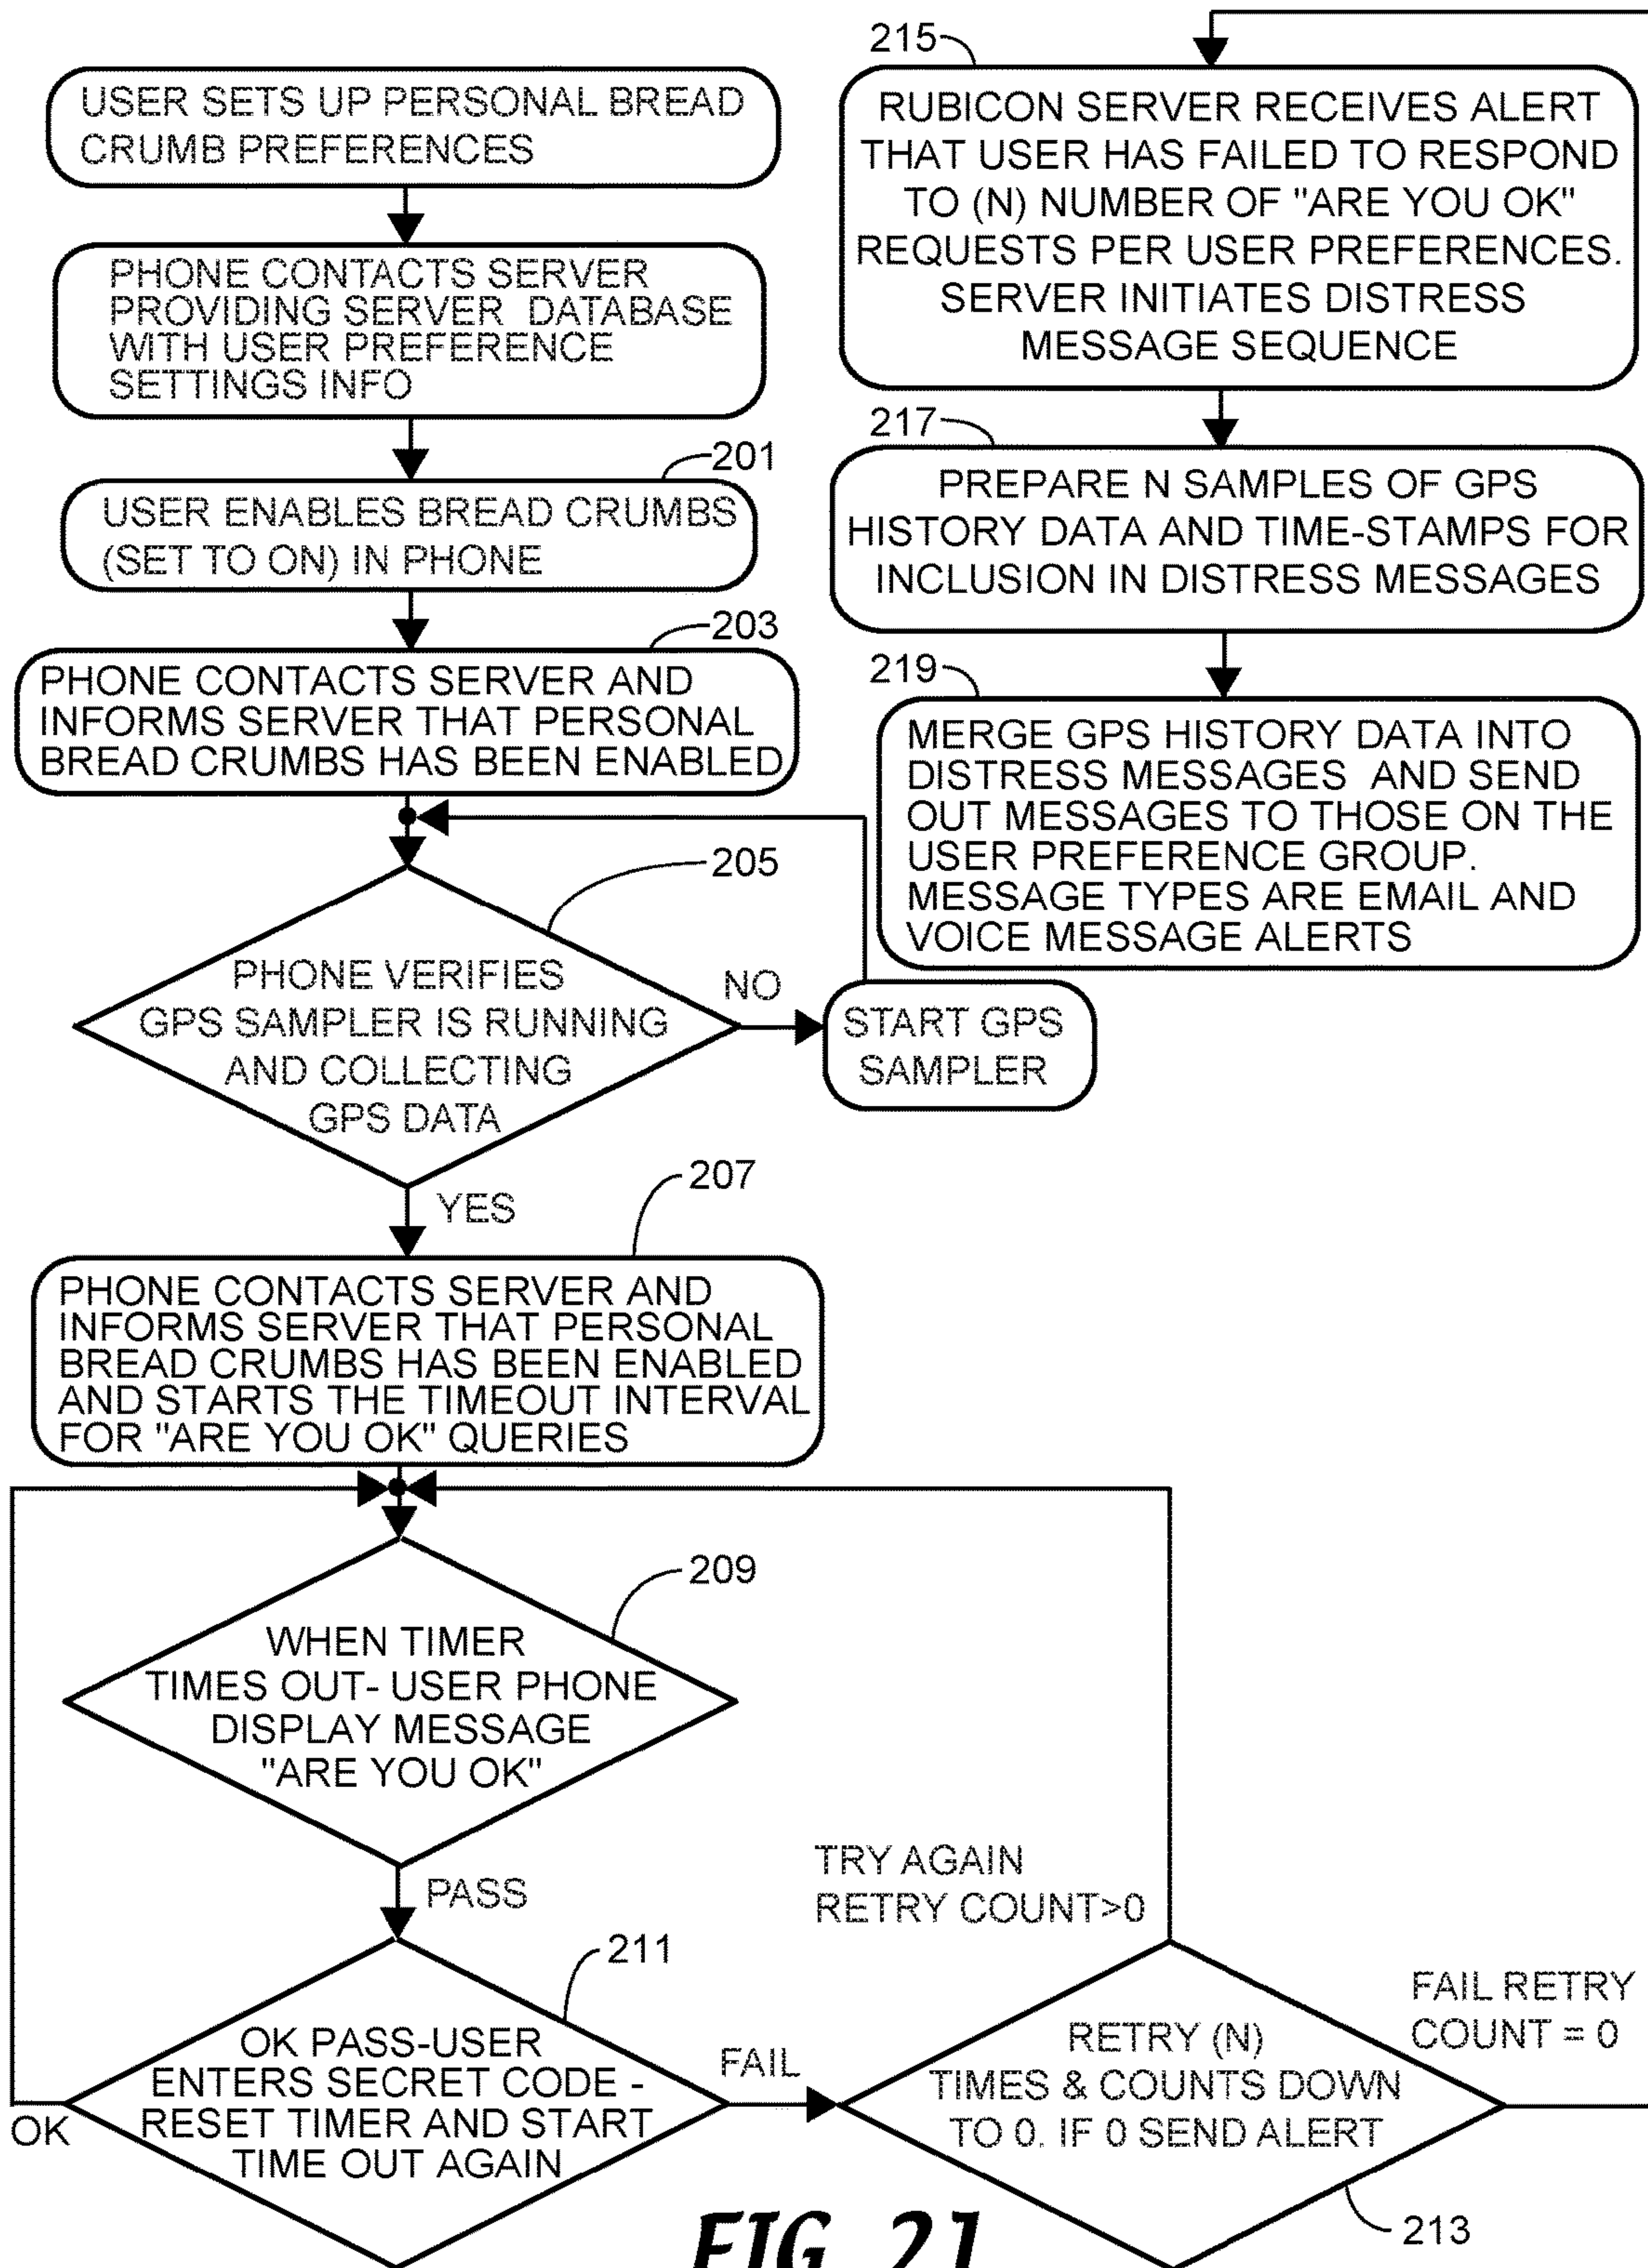 USER SETS UP PERSONAL BREAD
CRUMB PREFERENCES
PHONE CONTACTS SERVER
PROVIDING SERVER DATABASE
WITH USER PREFERENCE
SETTINGS INFO
201
USER ENABLES BREAD CRUMBS
(SET TO ON) IN PHONE
203
PHONE CONTACTS SERVER AND
INFORMS SERVER THAT PERSONAL
BREAD CRUMBS HAS BEEN ENABLED
205
PHONE VERIFIES
GPS SAMPLER IS RUNNING
AND COLLECTING
GPS DATA
NO
START GPS
SAMPLER
YES
207
PHONE CONTACTS SERVER AND
INFORMS SERVER THAT PERSONAL
BREAD CRUMBS HAS BEEN ENABLED
AND STARTS THE TIMEOUT INTERVAL
FOR "ARE YOU OK" QUERIES
209
WHEN TIMER
TIMES OUT- USER PHONE
DISPLAY MESSAGE
"ARE YOU OK"
PASS
211
OK PASS-USER
ENTERS SECRET CODE -
RESET TIMER AND START
TIME OUT AGAIN
OK
FAIL
TRY AGAIN
RETRY COUNT>0
RETRY (N)
TIMES & COUNTS DOWN
TO 0. IF 0 SEND ALERT
213
FAIL RETRY
COUNT = 0
215
RUBICON SERVER RECEIVES ALERT
THAT USER HAS FAILED TO RESPOND
TO (N) NUMBER OF "ARE YOU OK"
REQUESTS PER USER PREFERENCES.
SERVER INITIATES DISTRESS
MESSAGE SEQUENCE
217
PREPARE N SAMPLES OF GPS
HISTORY DATA AND TIME-STAMPS FOR
INCLUSION IN DISTRESS MESSAGES
219
MERGE GPS HISTORY DATA INTO
DISTRESS MESSAGES AND SEND
OUT MESSAGES TO THOSE ON THE
USER PREFERENCE GROUP.
MESSAGE TYPES ARE EMAIL AND
VOICE MESSAGE ALERTS
FIG. 21